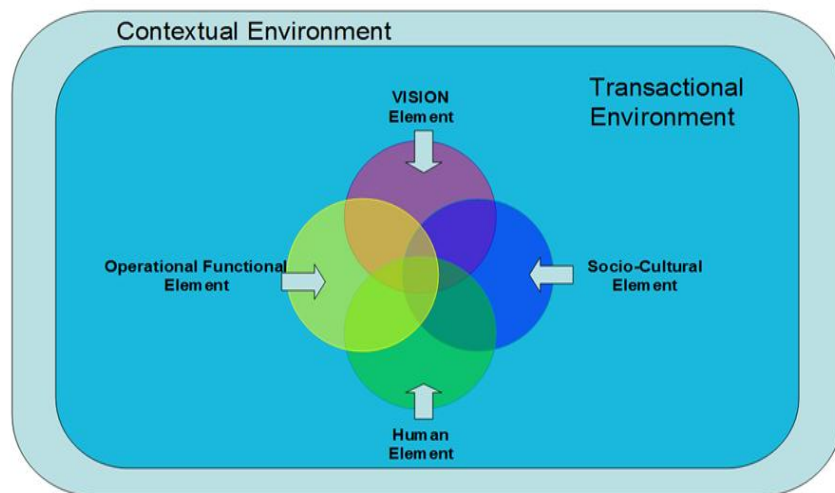 Contextual Environment
Transactional
Environment
VISION
Element
Operational Functional
Element
Socio-Cultural
Element
Human
Element